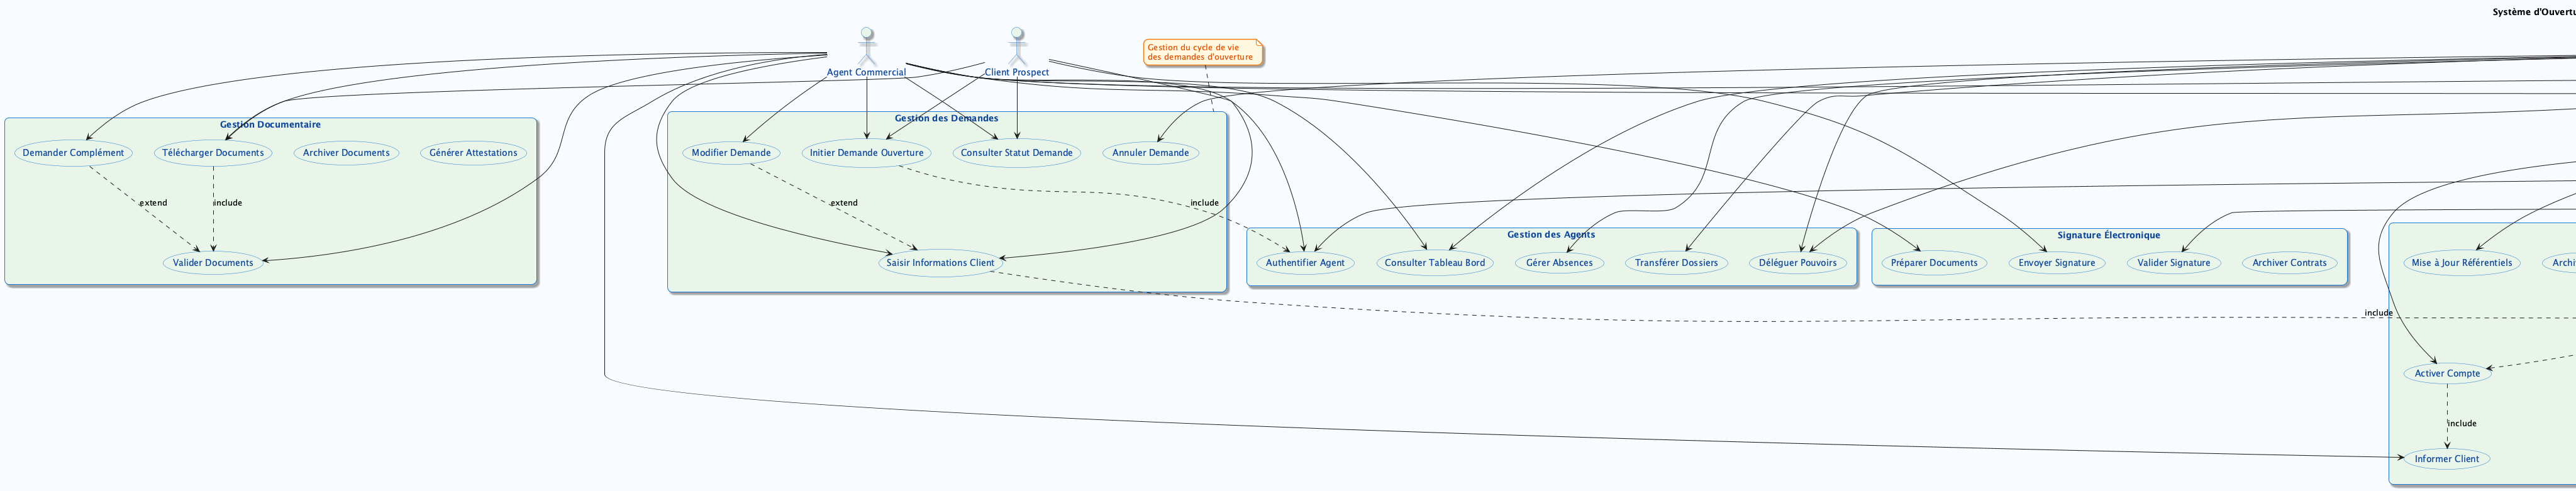 Système d'Ouvertu
Gestion du cycle de vie
des demandes d'ouverture
Agent Commercial
Client Prospect
Gestion Documentaire
Demander Complément
Télécharger Documents
Archiver Documents
Générer Attestations
extend
include
Valider Documents
Gestion des Demandes
Modifier Demande
Initier Demande Ouverture
Consulter Statut Demande
Annuler Demande
extend
include
Saisir Informations Client
Gestion des Agents
Authentifier Agent
Consulter Tableau Bord
Gérer Absences
Transférer Dossiers
Déléguer Pouvoirs
Signature Électronique
Préparer Documents
Envoyer Signature
Valider Signature
Archiver Contrats
Mise à Jour Référentiels
Archi
include
Activer Compte
include
Informer Client